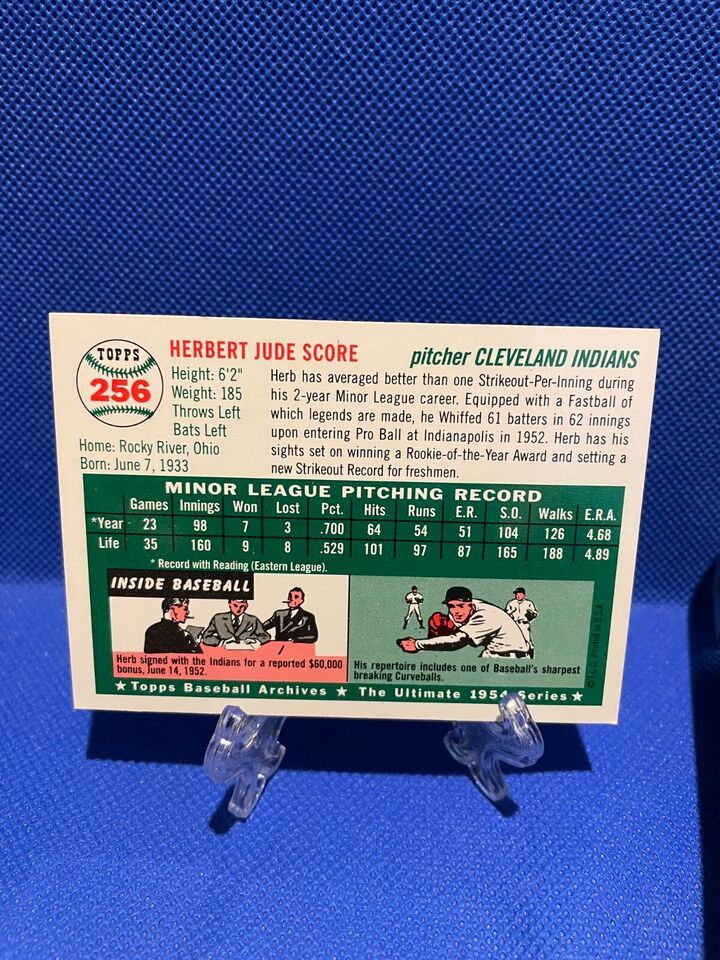 TOPPS
256
HERBERT JUDE SCORE
pitcher CLEVELAND INDIANS
Height: 6'2"
Weight: 185
Throws Left
Bats Left
Home: Rocky River, Ohio
Born: June 7, 1933
Herb has averaged better than one Strikeout-Per-Inning during
his 2-year Minor League career. Equipped with a Fastball of
which legends are made, he Whiffed 61 batters in 62 innings
upon entering Pro Ball at Indianapolis in 1952. Herb has his
sights set on winning a Rookie-of-the-Year Award and setting a
new Strikeout Record for freshmen.
MINOR LEAGUE PITCHING RECORD
Games Innings Won Lost Pct. Hits Runs E.R. S.O. Walks E.R.A.
*Year 23 98 7 3 .700 64 54 51 104 126 4.68
Life 35 160 9 8 .529 101 97 87 165 188 4.89
* Record with Reading (Eastern League).
INSIDE BASEBALL
Herb signed with the Indians for a reported $60,000
bonus, June 14, 1952.
His repertoire includes one of Baseball's sharpest
breaking Curveballs.
© T.C.G. Printed in U.S.A.
★ Topps Baseball Archives ★ The Ultimate 1954 Series ★